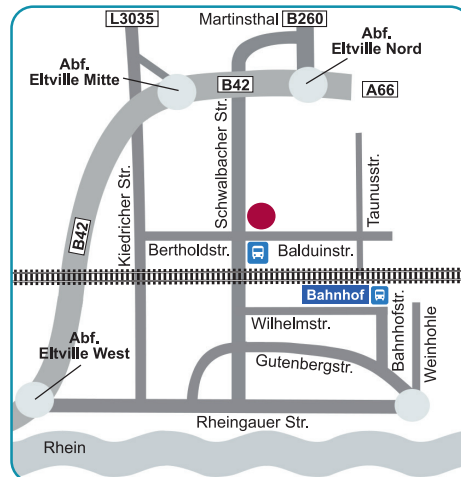 L3035
Martinsthal B260
Abf.
Eltville Mitte
Abf.
Eltville Nord
B42
A66
Kiedricher Str.
Schwalbacher Str.
Taunusstr.
B42
Bertholdstr.
Balduinstr.
Bahnhof
Wilhelmstr.
Bahnhofstr.
Weinhohle
Abf.
Eltville West
Gutenbergstr.
Rheingauer Str.
Rhein